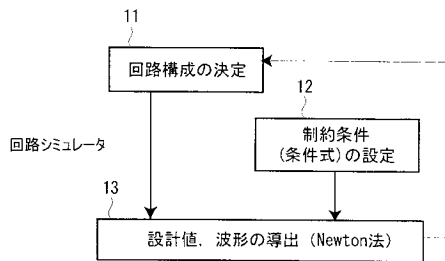 11
回路構成の決定
12
回路シミュレータ
制約条件
(条件式)の設定
13
設計値、波形の導出 (Newton法)